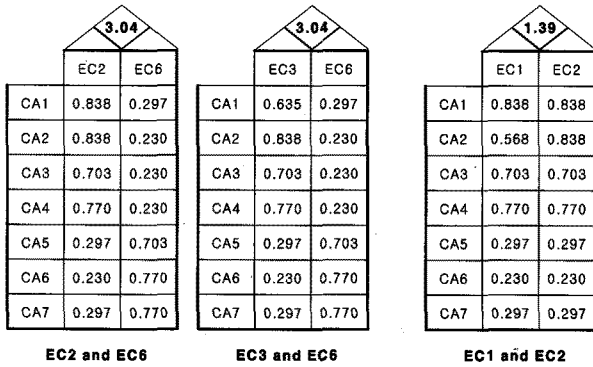 3.04
EC2 EC6
CA1 0.838 0.297
CA2 0.838 0.230
CA3 0.703 0.230
CA4 0.770 0.230
CA5 0.297 0.703
CA6 0.230 0.770
CA7 0.297 0.770
EC2 and EC6
3.04
EC3 EC6
CA1 0.635 0.297
CA2 0.838 0.230
CA3 0.703 0.230
CA4 0.770 0.230
CA5 0.297 0.703
CA6 0.230 0.770
CA7 0.297 0.770
EC3 and EC6
1.39
EC1 EC2
CA1 0.838 0.838
CA2 0.568 0.838
CA3 0.703 0.703
CA4 0.770 0.770
CA5 0.297 0.297
CA6 0.230 0.230
CA7 0.297 0.297
EC1 and EC2